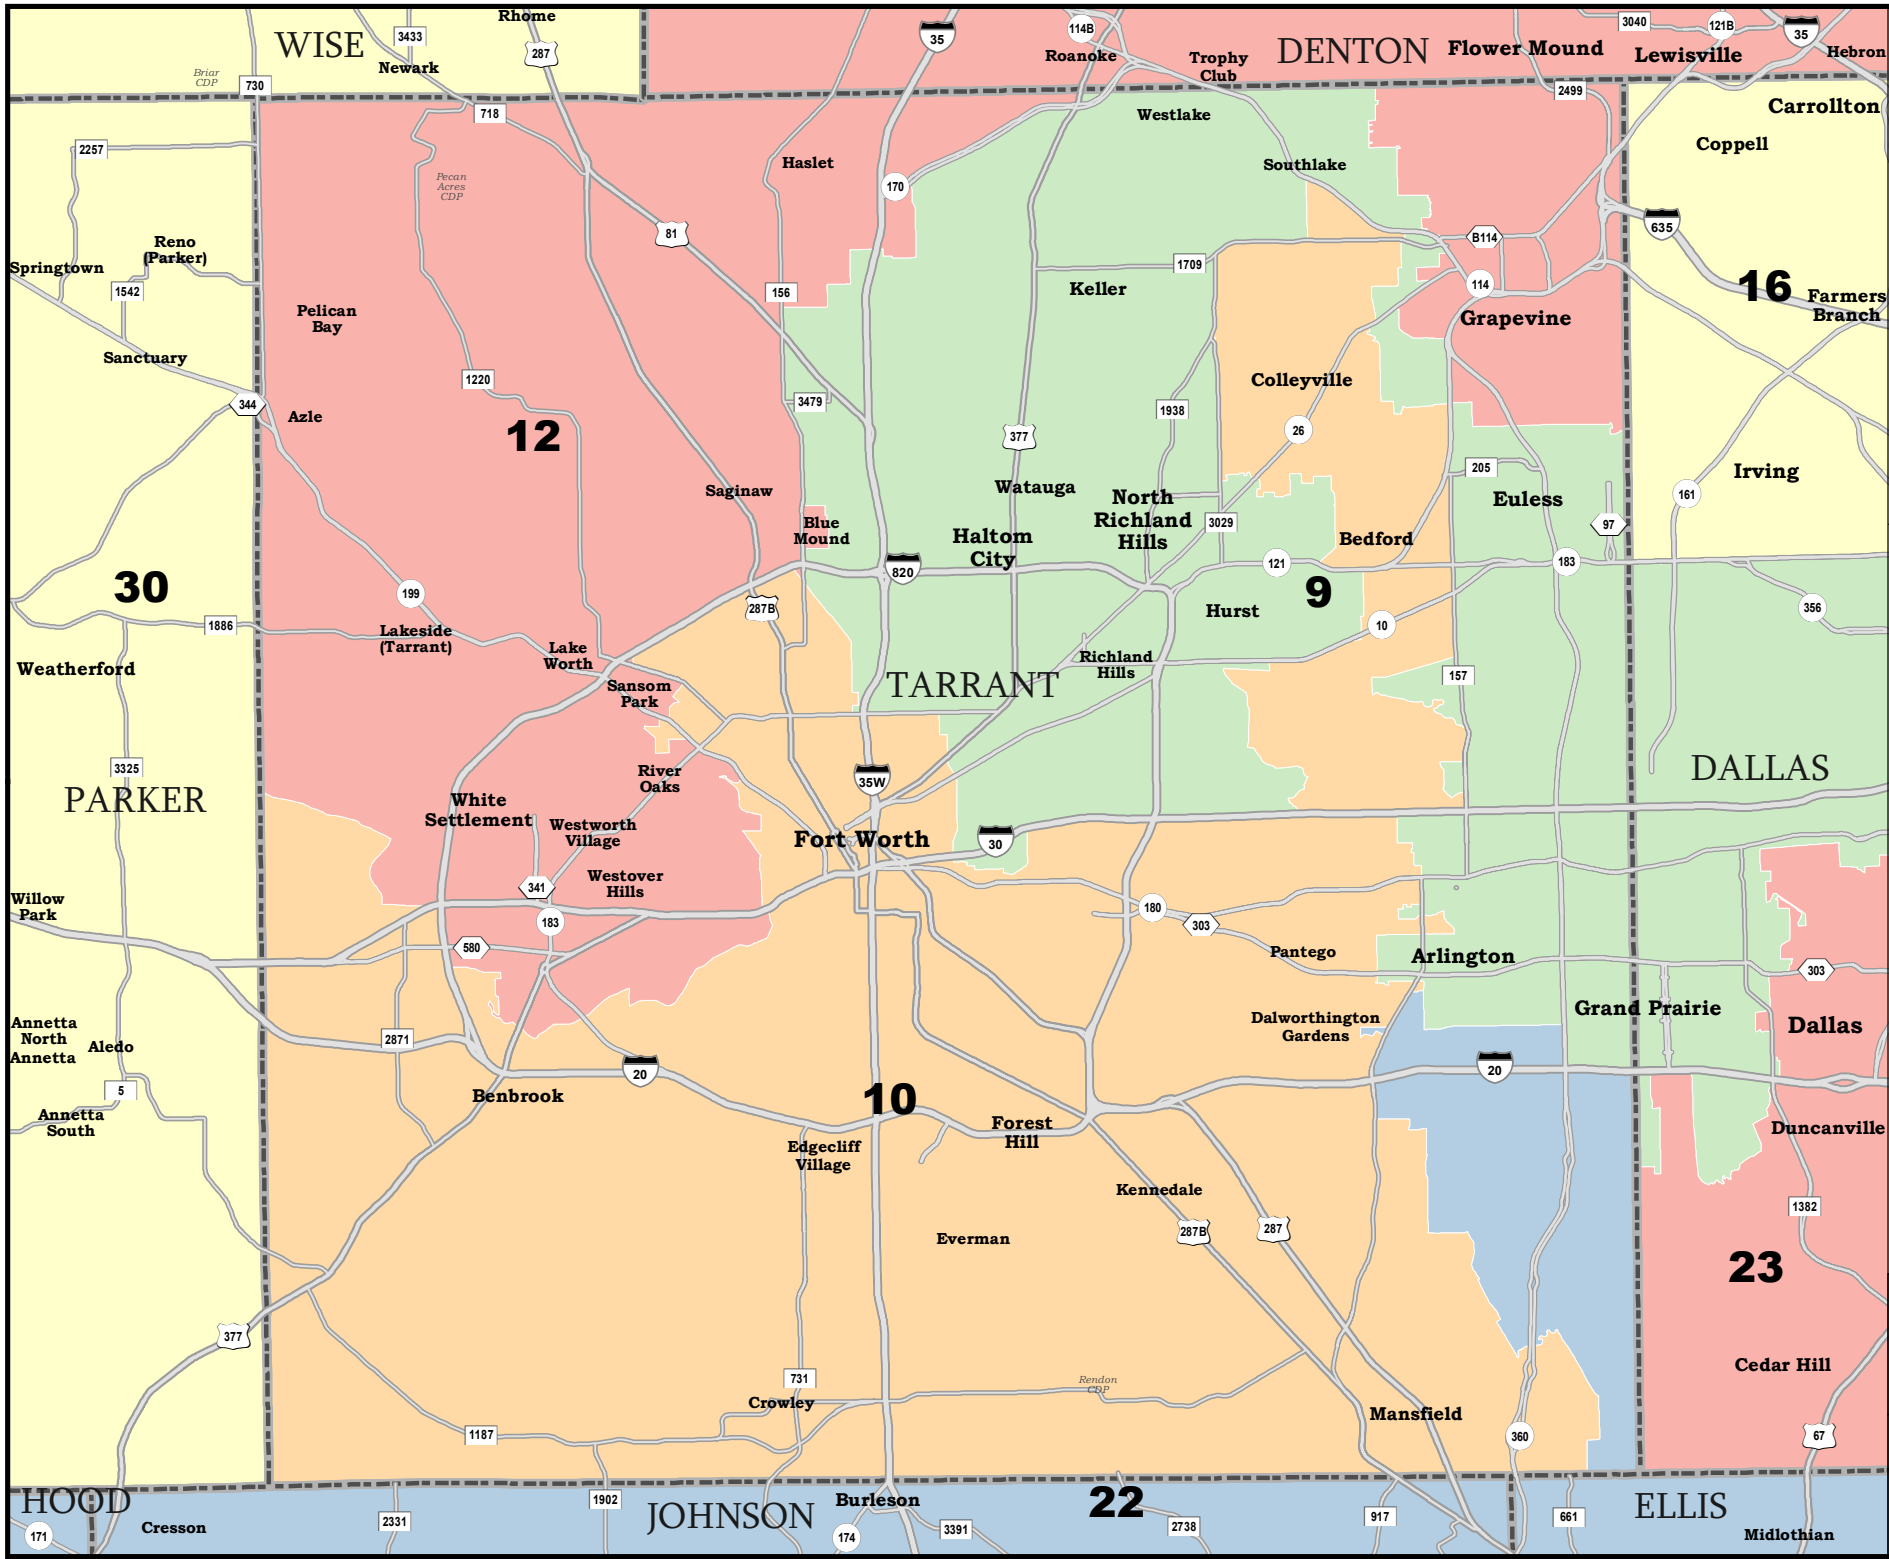 Rhome
WISE
3433
287
Newark
Briar
CDP
730
718
35
114B
Roanoke
Trophy
Club
DENTON
Flower Mound
3040
121B
Lewisville
35
Hebron
2499
Carrollton
Westlake
Coppell
2257
Haslet
Southlake
Pecan
Acres
CDP
170
81
B114
635
Reno
(Parker)
Springtown
1542
1709
156
Keller
114
16
Farmers
Branch
Pelican
Bay
Grapevine
Sanctuary
1220
Colleyville
344
Azle
3479
1938
12
377
26
205
Irving
Saginaw
Watauga
North
Richland
Hills
161
Euless
Blue
Mound
3029
97
Haltom
City
Bedford
820
121
183
30
199
287B
9
356
1886
Hurst
10
Lakeside
(Tarrant)
Lake
Worth
Weatherford
Richland
Hills
157
Sansom
Park
TARRANT
3325
River
Oaks
35W
DALLAS
PARKER
White
Settlement
Westworth
Village
Fort Worth
30
Westover
Hills
341
Willow
Park
183
180
303
580
Pantego
Arlington
303
Grand Prairie
Dalworthington
Gardens
Dallas
Annetta
North
Annetta
Aledo
2871
20
20
5
Benbrook
10
Annetta
South
Forest
Hill
Duncanville
Edgecliff
Village
Kennedale
1382
287B
287
Everman
23
377
Cedar Hill
731
Rendon
CDP
Crowley
Mansfield
1187
360
67
HOOD
1902
JOHNSON
Burleson
22
ELLIS
171
Cresson
2331
174
3391
2738
917
661
Midlothian